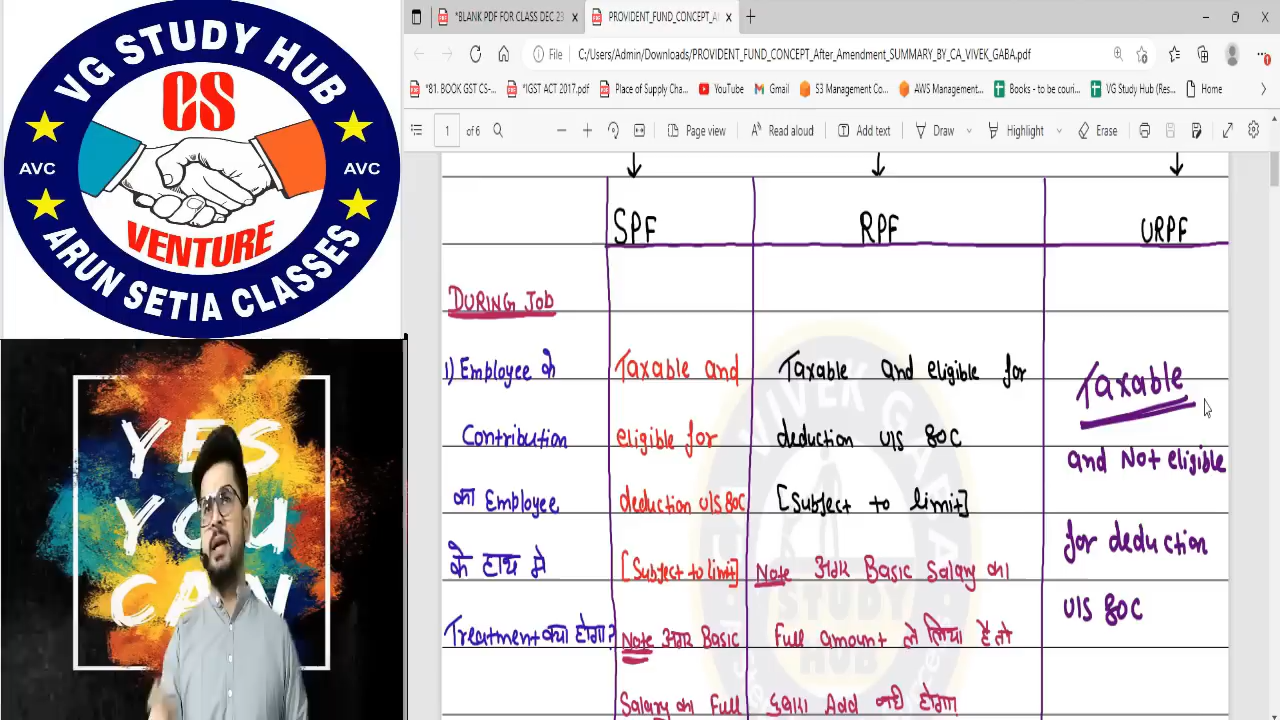 VG STUDY HUB
CS
AVC
AVC
VENTURE
ARUN SETIA CLASSES
YES
YOU
CAN
*BLANK PDF FOR CLASS DEC 23
PROVIDENT_FUND_CONCEPT_A
File
C:/Users/Admin/Downloads/PROVIDENT_FUND_CONCEPT_After_Amendment_SUMMARY_BY_CA_VIVEK_GABA.pdf
*81. BOOK GST CS-...
*IGST ACT 2017.pdf
Place of Supply Cha...
YouTube
Gmail
S3 Management Co...
AWS Management...
Books - to be couri...
VG Study Hub (Res...
Home
1 of 6
Page view
Read aloud
Add text
Draw
Highlight
Erase
SPF RPF URPF
DURING JOB
1) Employee के
Contribution
का Employee
के हाथ मे
Treatment क्या होगा?
Taxable and
eligible for
deduction u/s 80C
[Subject to limit]
Note अगर Basic
Salary का Full
Taxable and eligible for
deduction u/s 80C
[Subject to limit]
Note अगर Basic Salary का
Full amount ले लिया है तो
दुबारा Add नही होगा
Taxable
and Not eligible
for deduction
u/s 80C